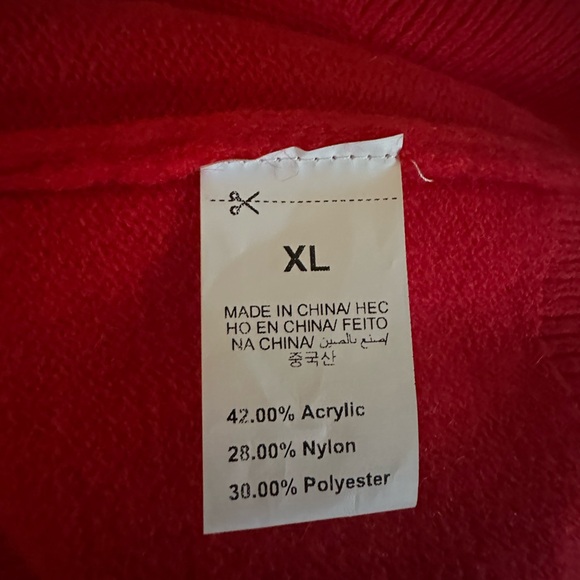 XL
MADE IN CHINA/ HEC
HO EN CHINA/ FEITO
NA CHINA/ صنع بالصين/
중국산
42.00% Acrylic
28.00% Nylon
30.00% Polyester